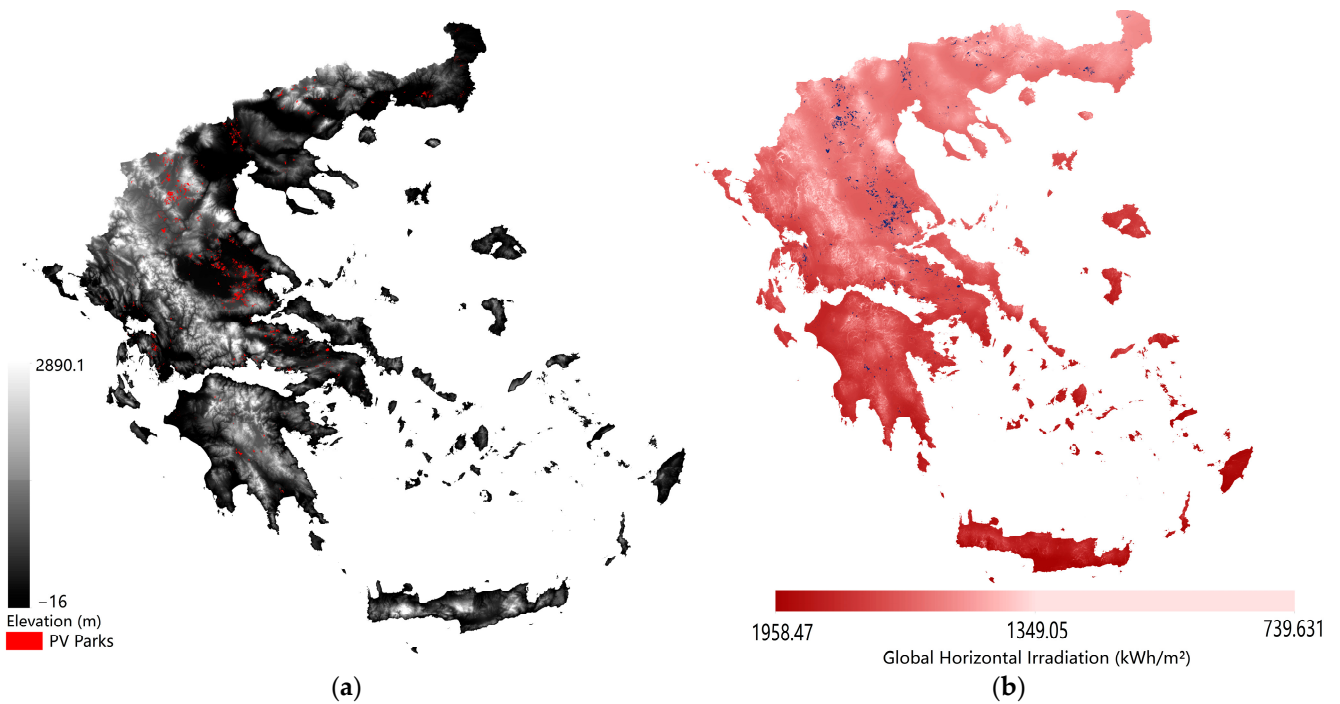 2890.1
−16
Elevation (m)
PV Parks
(a)
1958.47 1349.05 739.631
Global Horizontal Irradiation (kWh/m²)
(b)